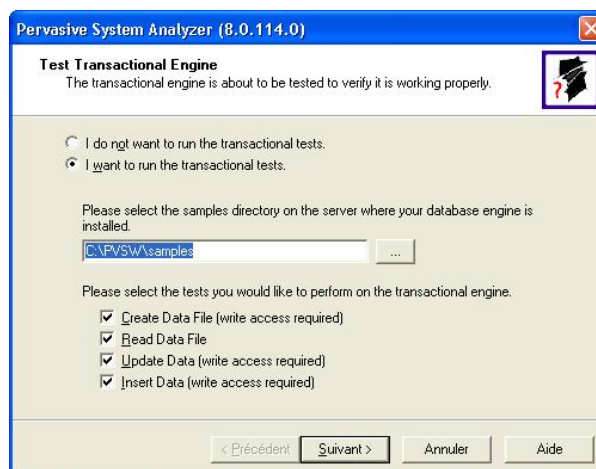 Pervasive System Analyzer (8.0.114.0)
Test Transactional Engine
The transactional engine is about to be tested to verify it is working properly.
?
I do not want to run the transactional tests.
I want to run the transactional tests.
Please select the samples directory on the server where your database engine is
installed.
C:\PVSW\samples
...
Please select the tests you would like to perform on the transactional engine.
Create Data File (write access required)
Read Data File
Update Data (write access required)
Insert Data (write access required)
< Précédent
Suivant >
Annuler
Aide